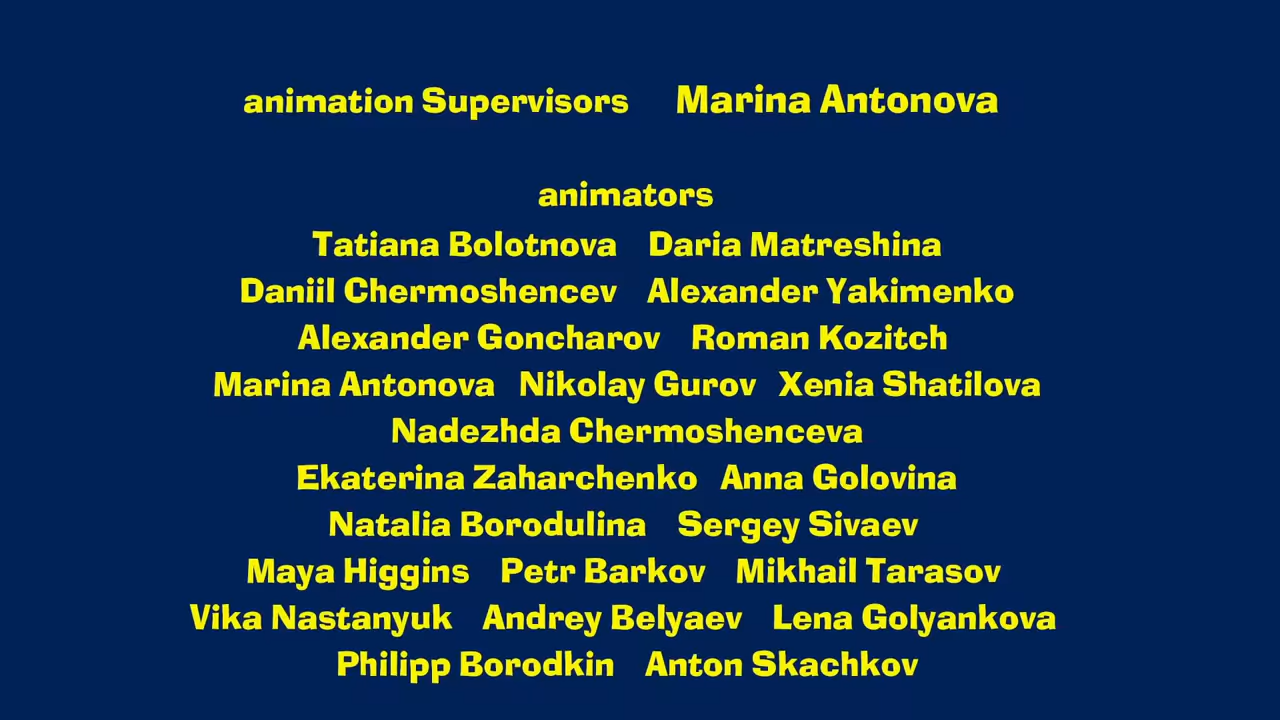 animation Supervisors Marina Antonova
animators
Tatiana Bolotnova Daria Matreshina
Daniil Chermoshencev Alexander Yakimenko
Alexander Goncharov Roman Kozitch
Marina Antonova Nikolay Gurov Xenia Shatilova
Nadezhda Chermoshenceva
Ekaterina Zaharchenko Anna Golovina
Natalia Borodulina Sergey Sivaev
Maya Higgins Petr Barkov Mikhail Tarasov
Vika Nastanyuk Andrey Belyaev Lena Golyankova
Philipp Borodkin Anton Skachkov